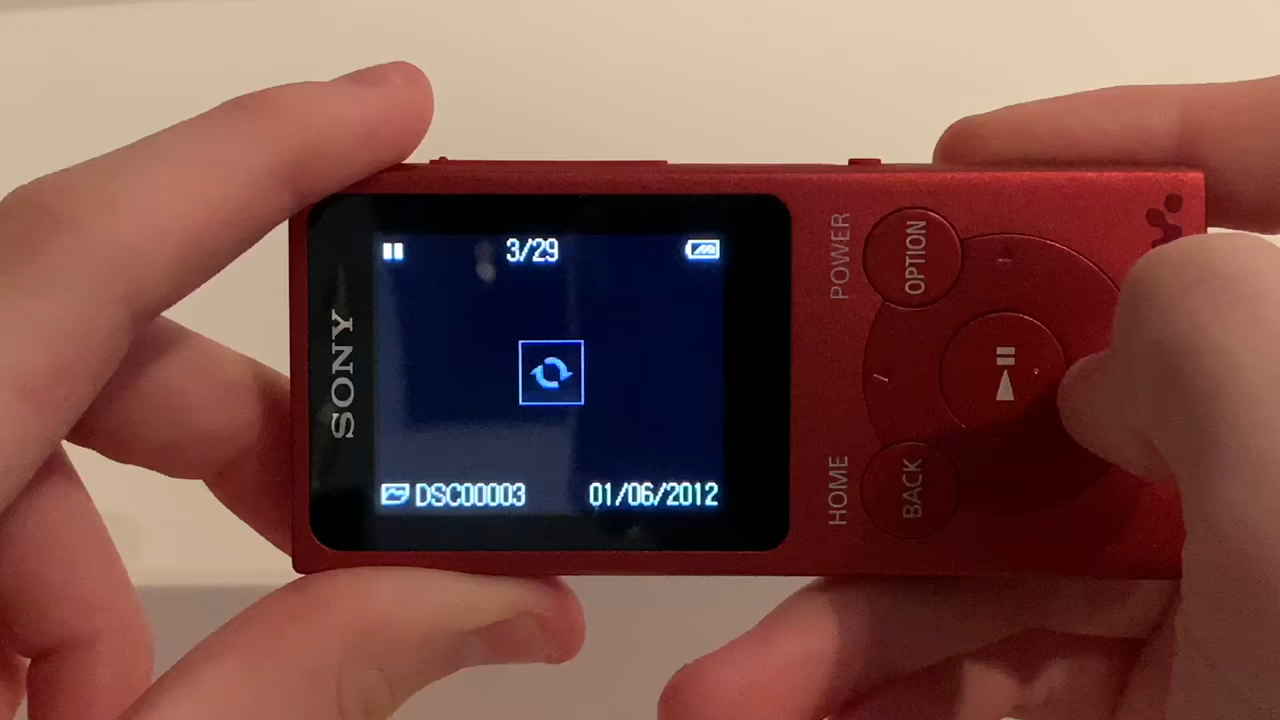 SONY
3/29
DSC00003 01/06/2012
POWER
OPTION
HOME
BACK